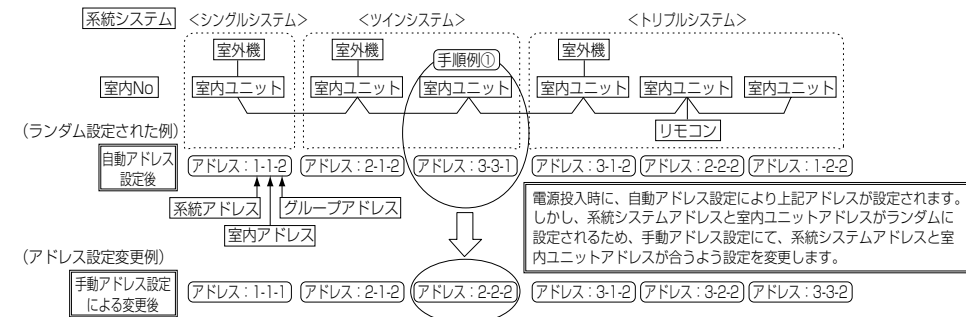 系統システム ＜シングルシステム＞ ＜ツインシステム＞ ＜トリプルシステム＞
室外機 室外機 手順例① 室外機
室内No 室内ユニット 室内ユニット 室内ユニット 室内ユニット 室内ユニット 室内ユニット
リモコン
（ランダム設定された例）
自動アドレス設定後 アドレス：1-1-2 アドレス：2-1-2 アドレス：3-3-1 アドレス：3-1-2 アドレス：2-2-2 アドレス：1-2-2
系統アドレス グループアドレス
室内アドレス
電源投入時に、自動アドレス設定により上記アドレスが設定されます。
しかし、系統システムアドレスと室内ユニットアドレスがランダムに
設定されるため、手動アドレス設定にて、系統システムアドレスと室
内ユニットアドレスが合うよう設定を変更します。
（アドレス設定変更例）
手動アドレス設定による変更後 アドレス：1-1-1 アドレス：2-1-2 アドレス：2-2-2 アドレス：3-1-2 アドレス：3-2-2 アドレス：3-3-2